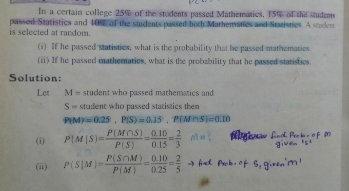 In a certain college 25% of the students passed Mathematics, 15% of the students
passed Statistics and 10% of the students passed both Mathematics and Statistics. A student
is selected at random.
(i) If he passed statistics, what is the probability that he passed mathematics
(ii) If he passed mathematics, what is the probability that he passed statistics
Solution:
Let M = student who passed mathematics and
S = student who passed statistics then
P(M) = 0.25 , P(S) = 0.15 , P(M∩S) = 0.10
(i) P(M|S) = P(M∩S)/P(S) = 0.10/0.15 = 2/3 find Prob. of M
given 's'
(ii) P(S|M) = P(S∩M)/P(M) = 0.10/0.25 = 2/5 → find Prob. of S, given 'm'